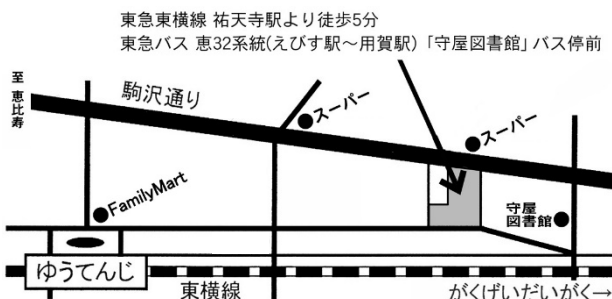 東急東横線 祐天寺駅より徒歩5分
東急バス 恵32系統(えびす駅～用賀駅)「守屋図書館」バス停前
至 恵比寿
駒沢通り
スーパー
スーパー
FamilyMart
守屋
図書館
ゆうてんじ
東横線
がくげいだいがく→